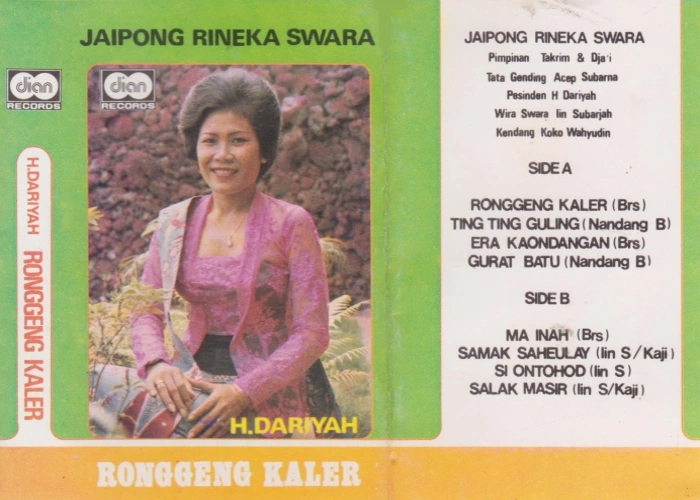 JAIPONG RINEKA SWARA
dian
RECORDS
H.DARIYAH RONGGENG KALER
dian
RECORDS
H.DARIYAH
RONGGENG KALER
JAIPONG RINEKA SWARA
Pimpinan Takrim & Dja'i
Tata Gending Acep Subarna
Pesinden H Dariyah
Wira Swara Iin Subarjah
Kendang Koko Wahyudin
SIDE A
RONGGENG KALER (Brs)
TING TING GULING (Nandang B)
ERA KAONDANGAN (Brs)
GURAT BATU (Nandang B)
SIDE B
MA INAH (Brs)
SAMAK SAHEULAY (Iin S/Kaji)
SI ONTOHOD (Iin S)
SALAK MASIR (Iin S/Kaji)